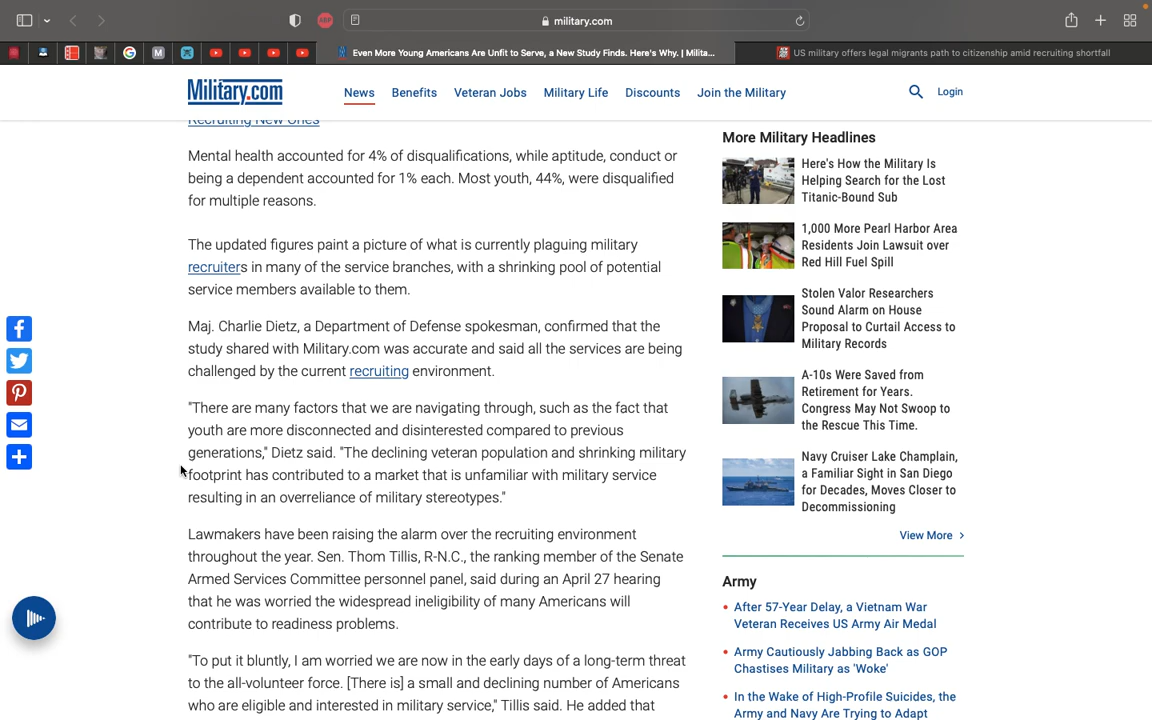 military.com
ABP
Even More Young Americans Are Unfit to Serve, a New Study Finds. Here's Why. | Milita...
US military offers legal migrants path to citizenship amid recruiting shortfall
Military.com
News
Benefits
Veteran Jobs
Military Life
Discounts
Join the Military
Login
Recruiting New Ones
Mental health accounted for 4% of disqualifications, while aptitude, conduct or
being a dependent accounted for 1% each. Most youth, 44%, were disqualified
for multiple reasons.
The updated figures paint a picture of what is currently plaguing military
recruiters in many of the service branches, with a shrinking pool of potential
service members available to them.
Maj. Charlie Dietz, a Department of Defense spokesman, confirmed that the
study shared with Military.com was accurate and said all the services are being
challenged by the current recruiting environment.
"There are many factors that we are navigating through, such as the fact that
youth are more disconnected and disinterested compared to previous
generations," Dietz said. "The declining veteran population and shrinking military
footprint has contributed to a market that is unfamiliar with military service
resulting in an overreliance of military stereotypes."
Lawmakers have been raising the alarm over the recruiting environment
throughout the year. Sen. Thom Tillis, R-N.C., the ranking member of the Senate
Armed Services Committee personnel panel, said during an April 27 hearing
that he was worried the widespread ineligibility of many Americans will
contribute to readiness problems.
"To put it bluntly, I am worried we are now in the early days of a long-term threat
to the all-volunteer force. [There is] a small and declining number of Americans
who are eligible and interested in military service," Tillis said. He added that
More Military Headlines
Here's How the Military Is
Helping Search for the Lost
Titanic-Bound Sub
1,000 More Pearl Harbor Area
Residents Join Lawsuit over
Red Hill Fuel Spill
Stolen Valor Researchers
Sound Alarm on House
Proposal to Curtail Access to
Military Records
A-10s Were Saved from
Retirement for Years.
Congress May Not Swoop to
the Rescue This Time.
Navy Cruiser Lake Champlain,
a Familiar Sight in San Diego
for Decades, Moves Closer to
Decommissioning
View More >
Army
• After 57-Year Delay, a Vietnam War
Veteran Receives US Army Air Medal
• Army Cautiously Jabbing Back as GOP
Chastises Military as 'Woke'
• In the Wake of High-Profile Suicides, the
Army and Navy Are Trying to Adapt